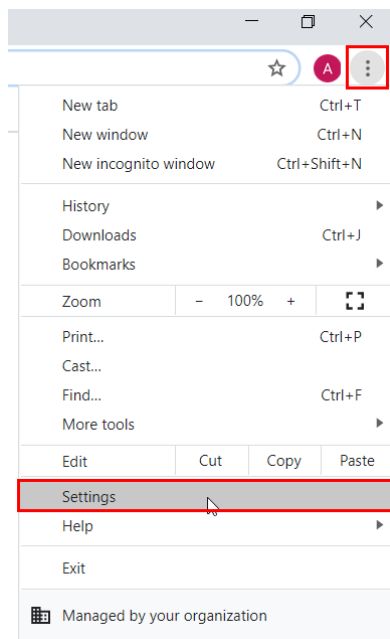 A
New tab Ctrl+T
New window Ctrl+N
New incognito window Ctrl+Shift+N
History
Downloads Ctrl+J
Bookmarks
Zoom - 100% +
Print... Ctrl+P
Cast...
Find... Ctrl+F
More tools
Edit Cut Copy Paste
Settings
Help
Exit
Managed by your organization